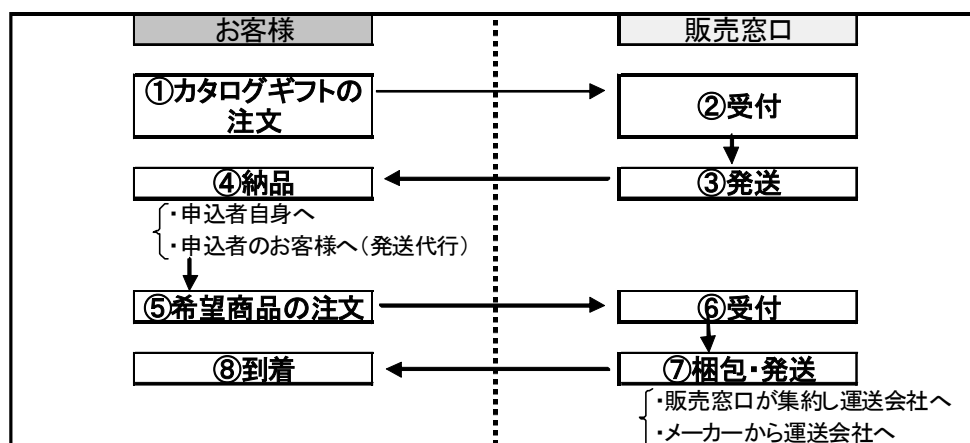 お客様
販売窓口
①カタログギフトの
注文
②受付
④納品
③発送
・申込者自身へ
・申込者のお客様へ(発送代行)
⑤希望商品の注文
⑥受付
⑧到着
⑦梱包・発送
・販売窓口が集約し運送会社へ
・メーカーから運送会社へ